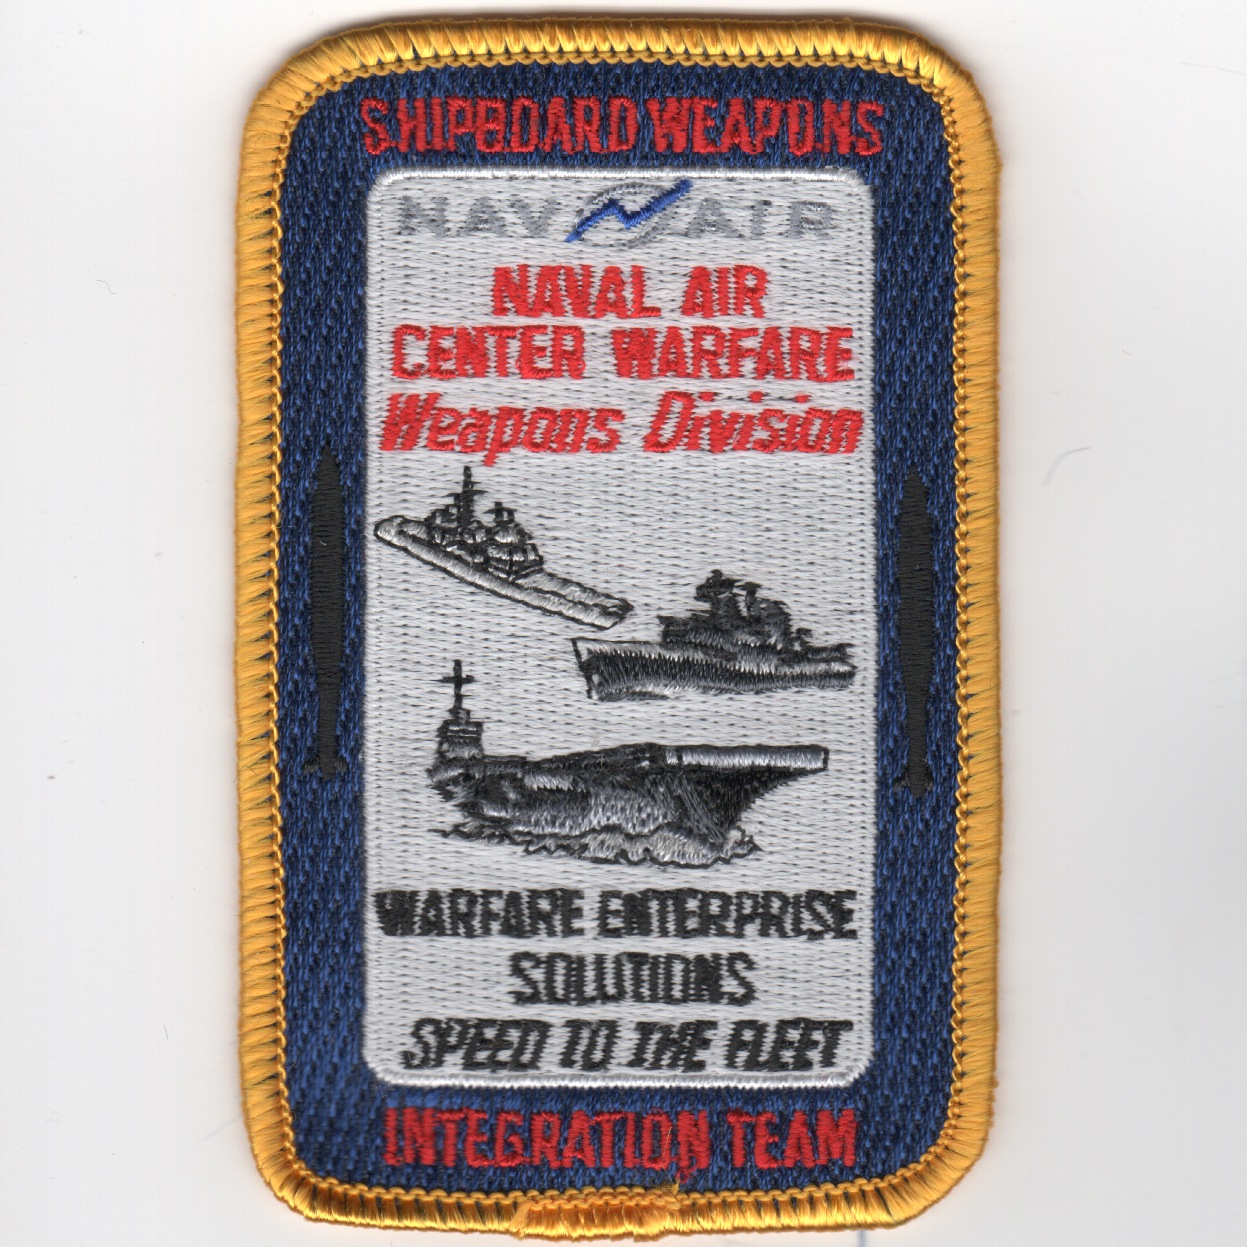 SHIPBOARD WEAPONS
NAVAIR
NAVAL AIR
CENTER WARFARE
Weapons Division
WARFARE ENTERPRISE
SOLUTIONS
SPEED TO THE FLEET
INTEGRATION TEAM